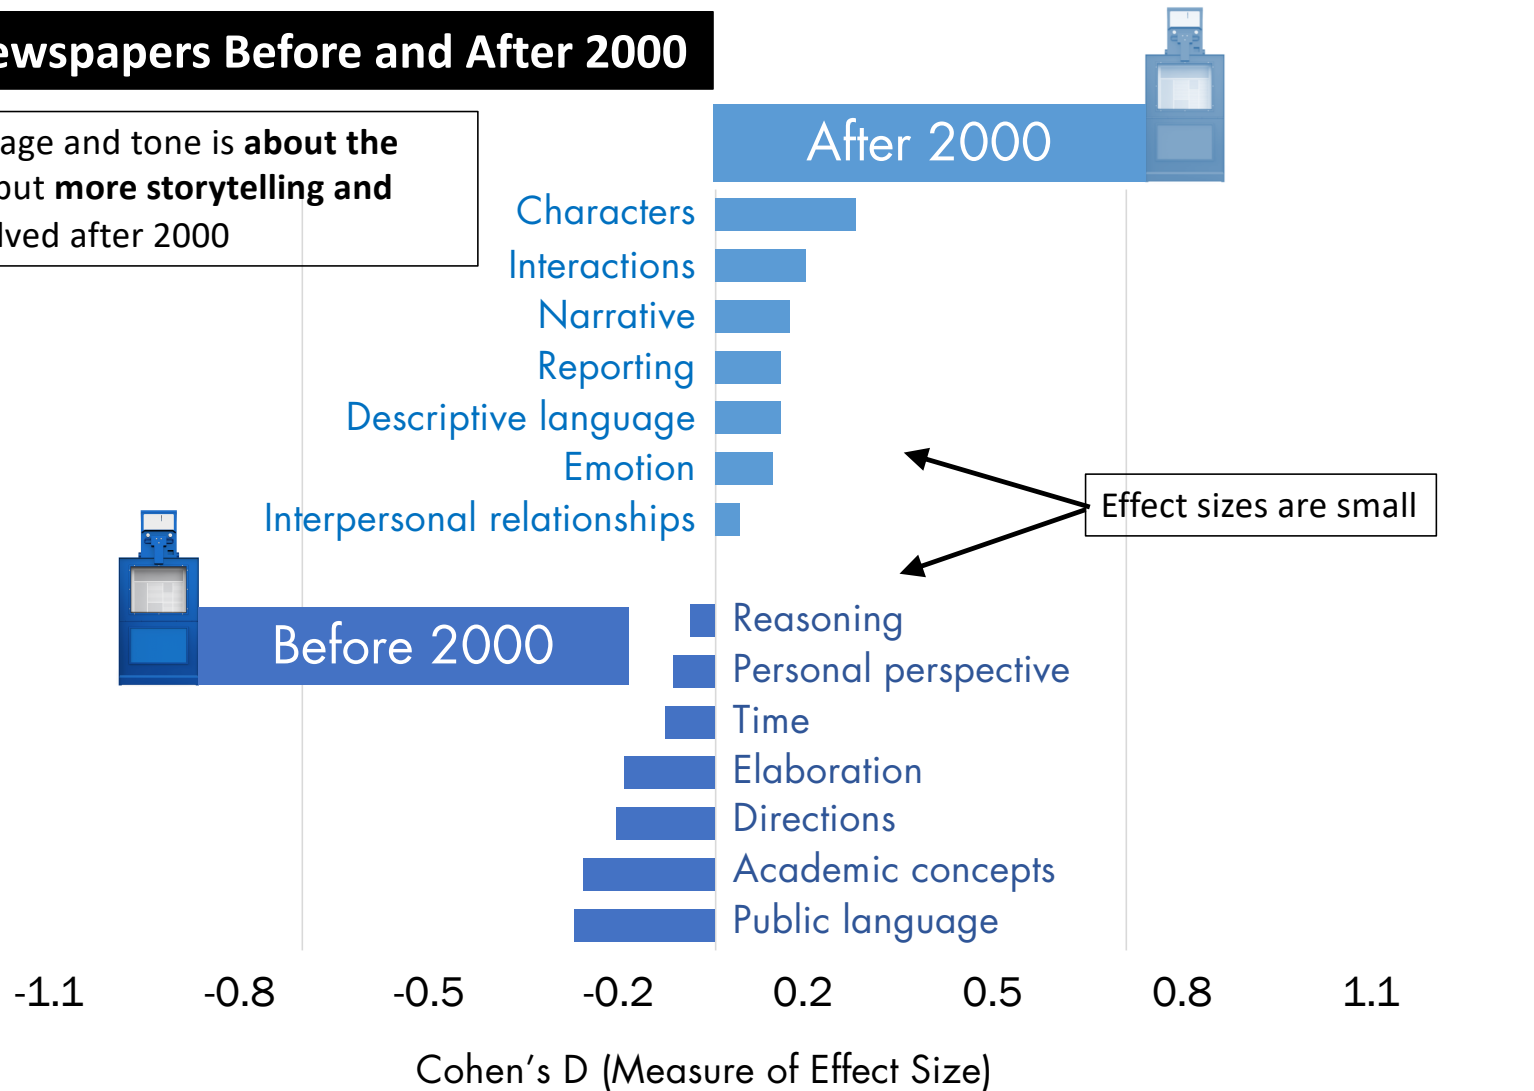 ewspapers Before and After 2000
age and tone is about the
but more storytelling and
lved after 2000
After 2000
Characters
Interactions
Narrative
Reporting
Descriptive language
Emotion
Interpersonal relationships
Effect sizes are small
Before 2000
Reasoning
Personal perspective
Time
Elaboration
Directions
Academic concepts
Public language
-1.1 -0.8 -0.5 -0.2 0.2 0.5 0.8 1.1
Cohen's D (Measure of Effect Size)